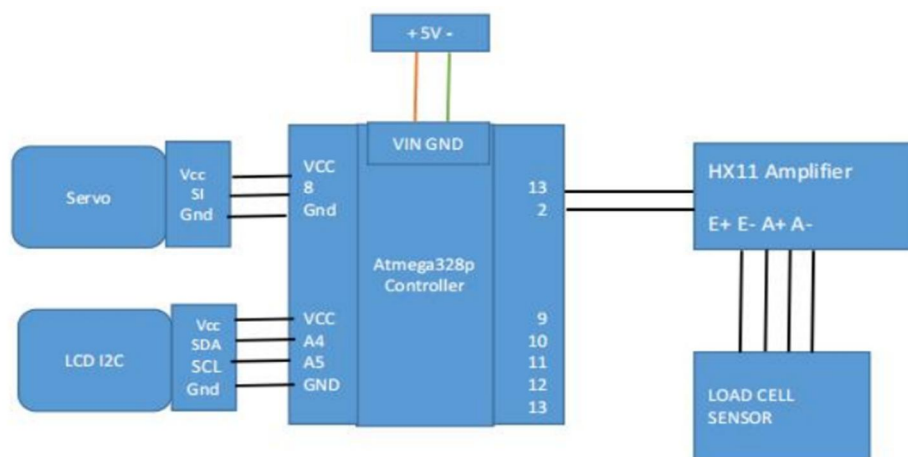 + 5V -
VIN GND
Servo
Vcc
SI
Gnd
VCC
8
Gnd
13
2
HX11 Amplifier
E+ E- A+ A-
Atmega328p
Controller
LCD I2C
Vcc
SDA
SCL
Gnd
VCC
A4
A5
GND
9
10
11
12
13
LOAD CELL
SENSOR